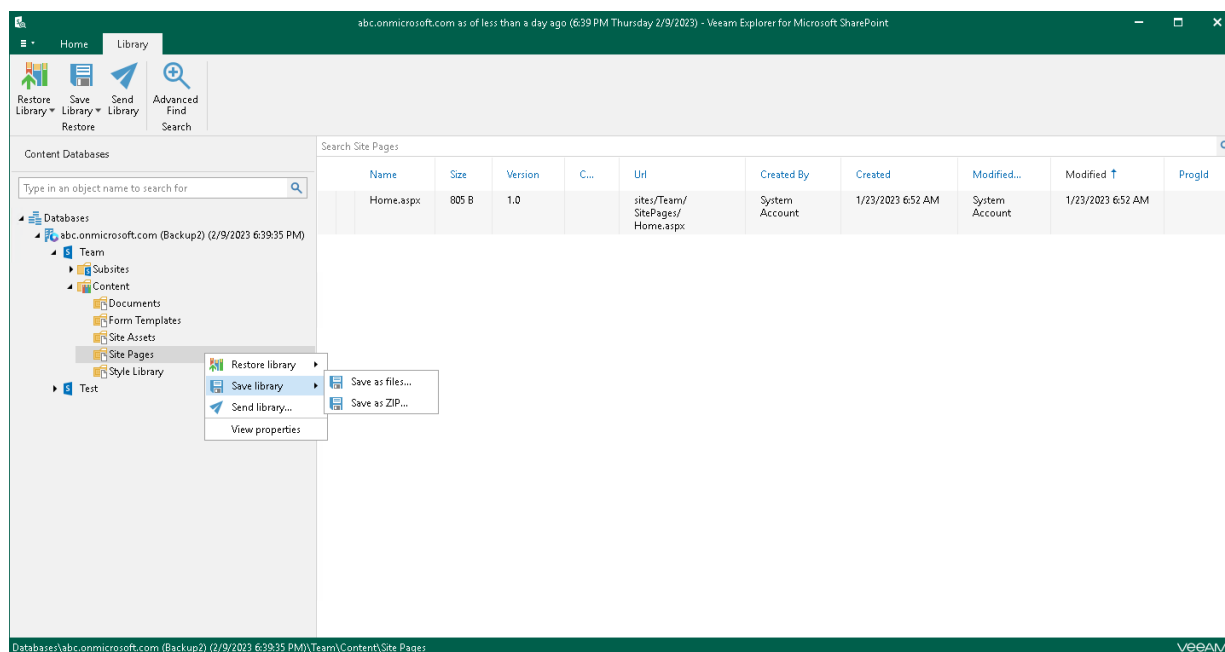 abc.onmicrosoft.com as of less than a day ago (6:39 PM Thursday 2/9/2023) - Veeam Explorer for Microsoft SharePoint
Home Library
Restore Library
Save Library
Send Library
Advanced Find
Restore
Search
Content Databases
Type in an object name to search for
Databases
abc.onmicrosoft.com (Backup2) (2/9/2023 6:39:35 PM)
Team
Subsites
Content
Documents
Form Templates
Site Assets
Site Pages
Style Library
Test
Restore library
Save library
Send library...
View properties
Save as files...
Save as ZIP...
Search Site Pages
Name Size Version C... Url Created By Created Modified... Modified ProgId
Home.aspx 805 B 1.0 sites/Team/ System 1/23/2023 6:52 AM System 1/23/2023 6:52 AM
SitePages/ Account Account
Home.aspx
Databases\abc.onmicrosoft.com (Backup2) (2/9/2023 6:39:35 PM)\Team\Content\Site Pages
veeam